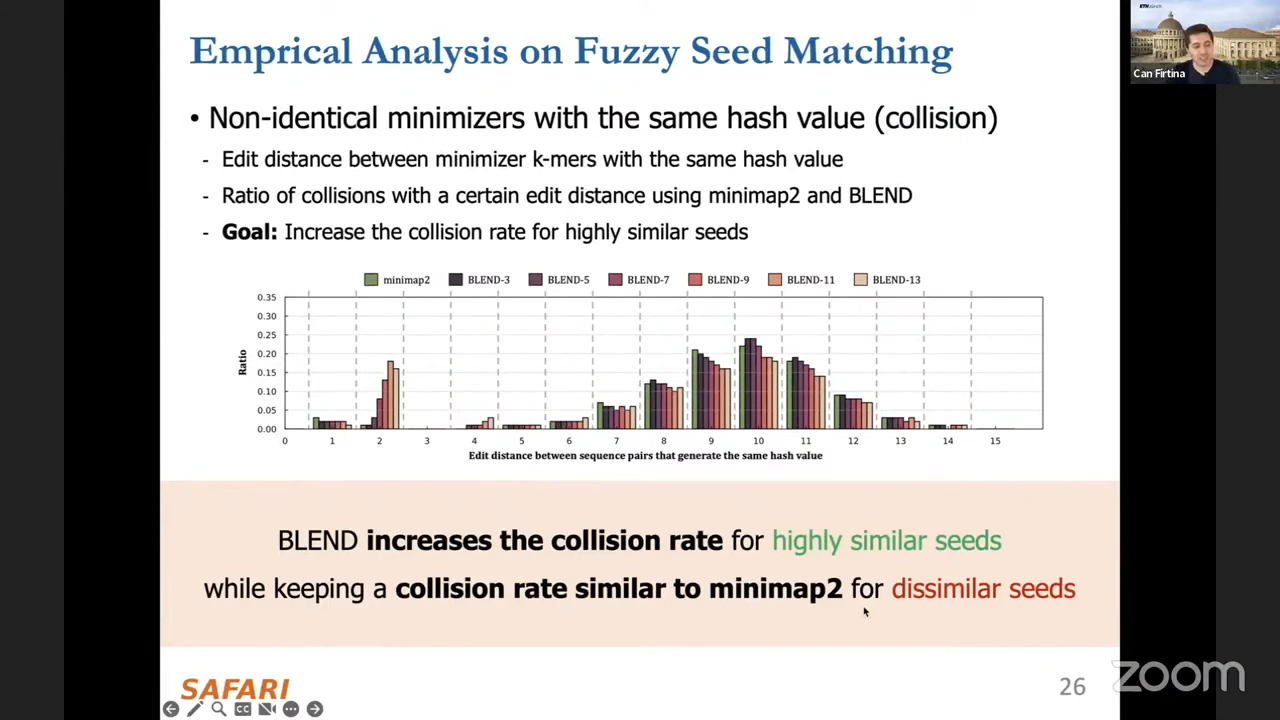 Emprical Analysis on Fuzzy Seed Matching
ETH zürich
Can Firtina
• Non-identical minimizers with the same hash value (collision)
- Edit distance between minimizer k-mers with the same hash value
- Ratio of collisions with a certain edit distance using minimap2 and BLEND
- Goal: Increase the collision rate for highly similar seeds
minimap2 BLEND-3 BLEND-5 BLEND-7 BLEND-9 BLEND-11 BLEND-13
Ratio
0.35
0.30
0.25
0.20
0.15
0.10
0.05
0.00
0 1 2 3 4 5 6 7 8 9 10 11 12 13 14 15
Edit distance between sequence pairs that generate the same hash value
BLEND increases the collision rate for highly similar seeds
while keeping a collision rate similar to minimap2 for dissimilar seeds
SAFARI
CC
26
zoom